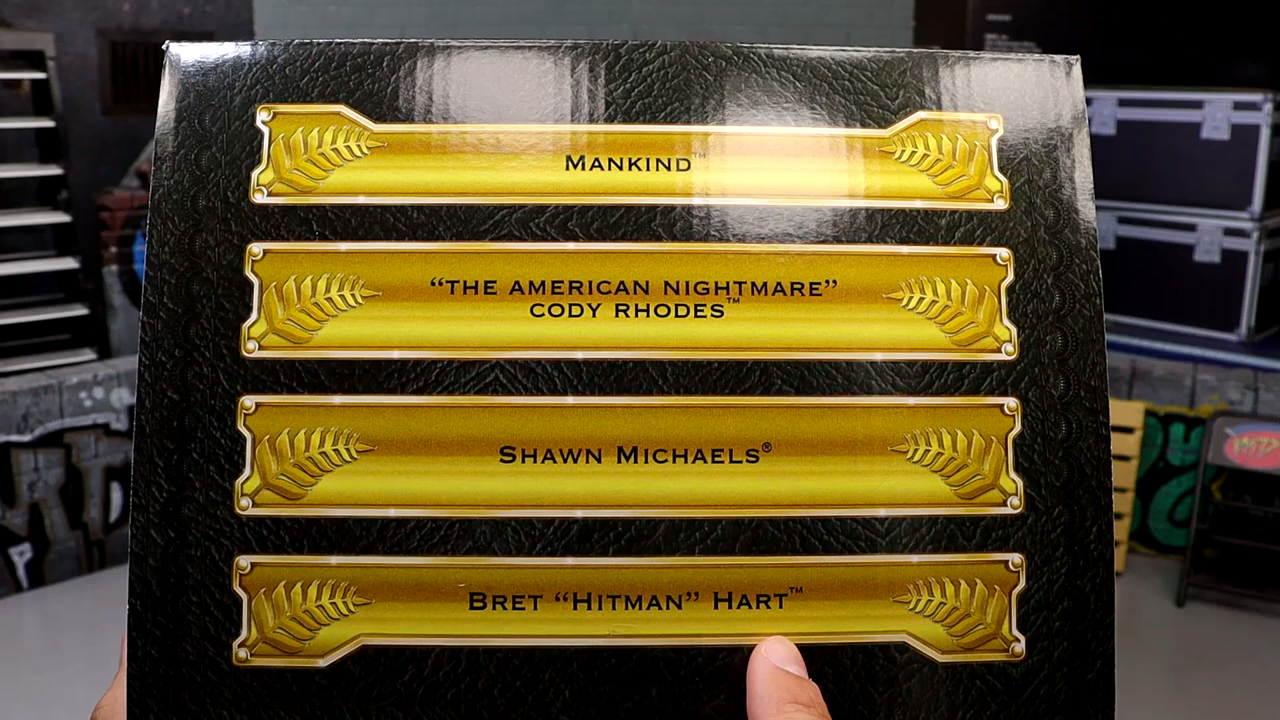 MANKIND™
“THE AMERICAN NIGHTMARE”
CODY RHODES™
SHAWN MICHAELS®
BRET “HITMAN” HART™